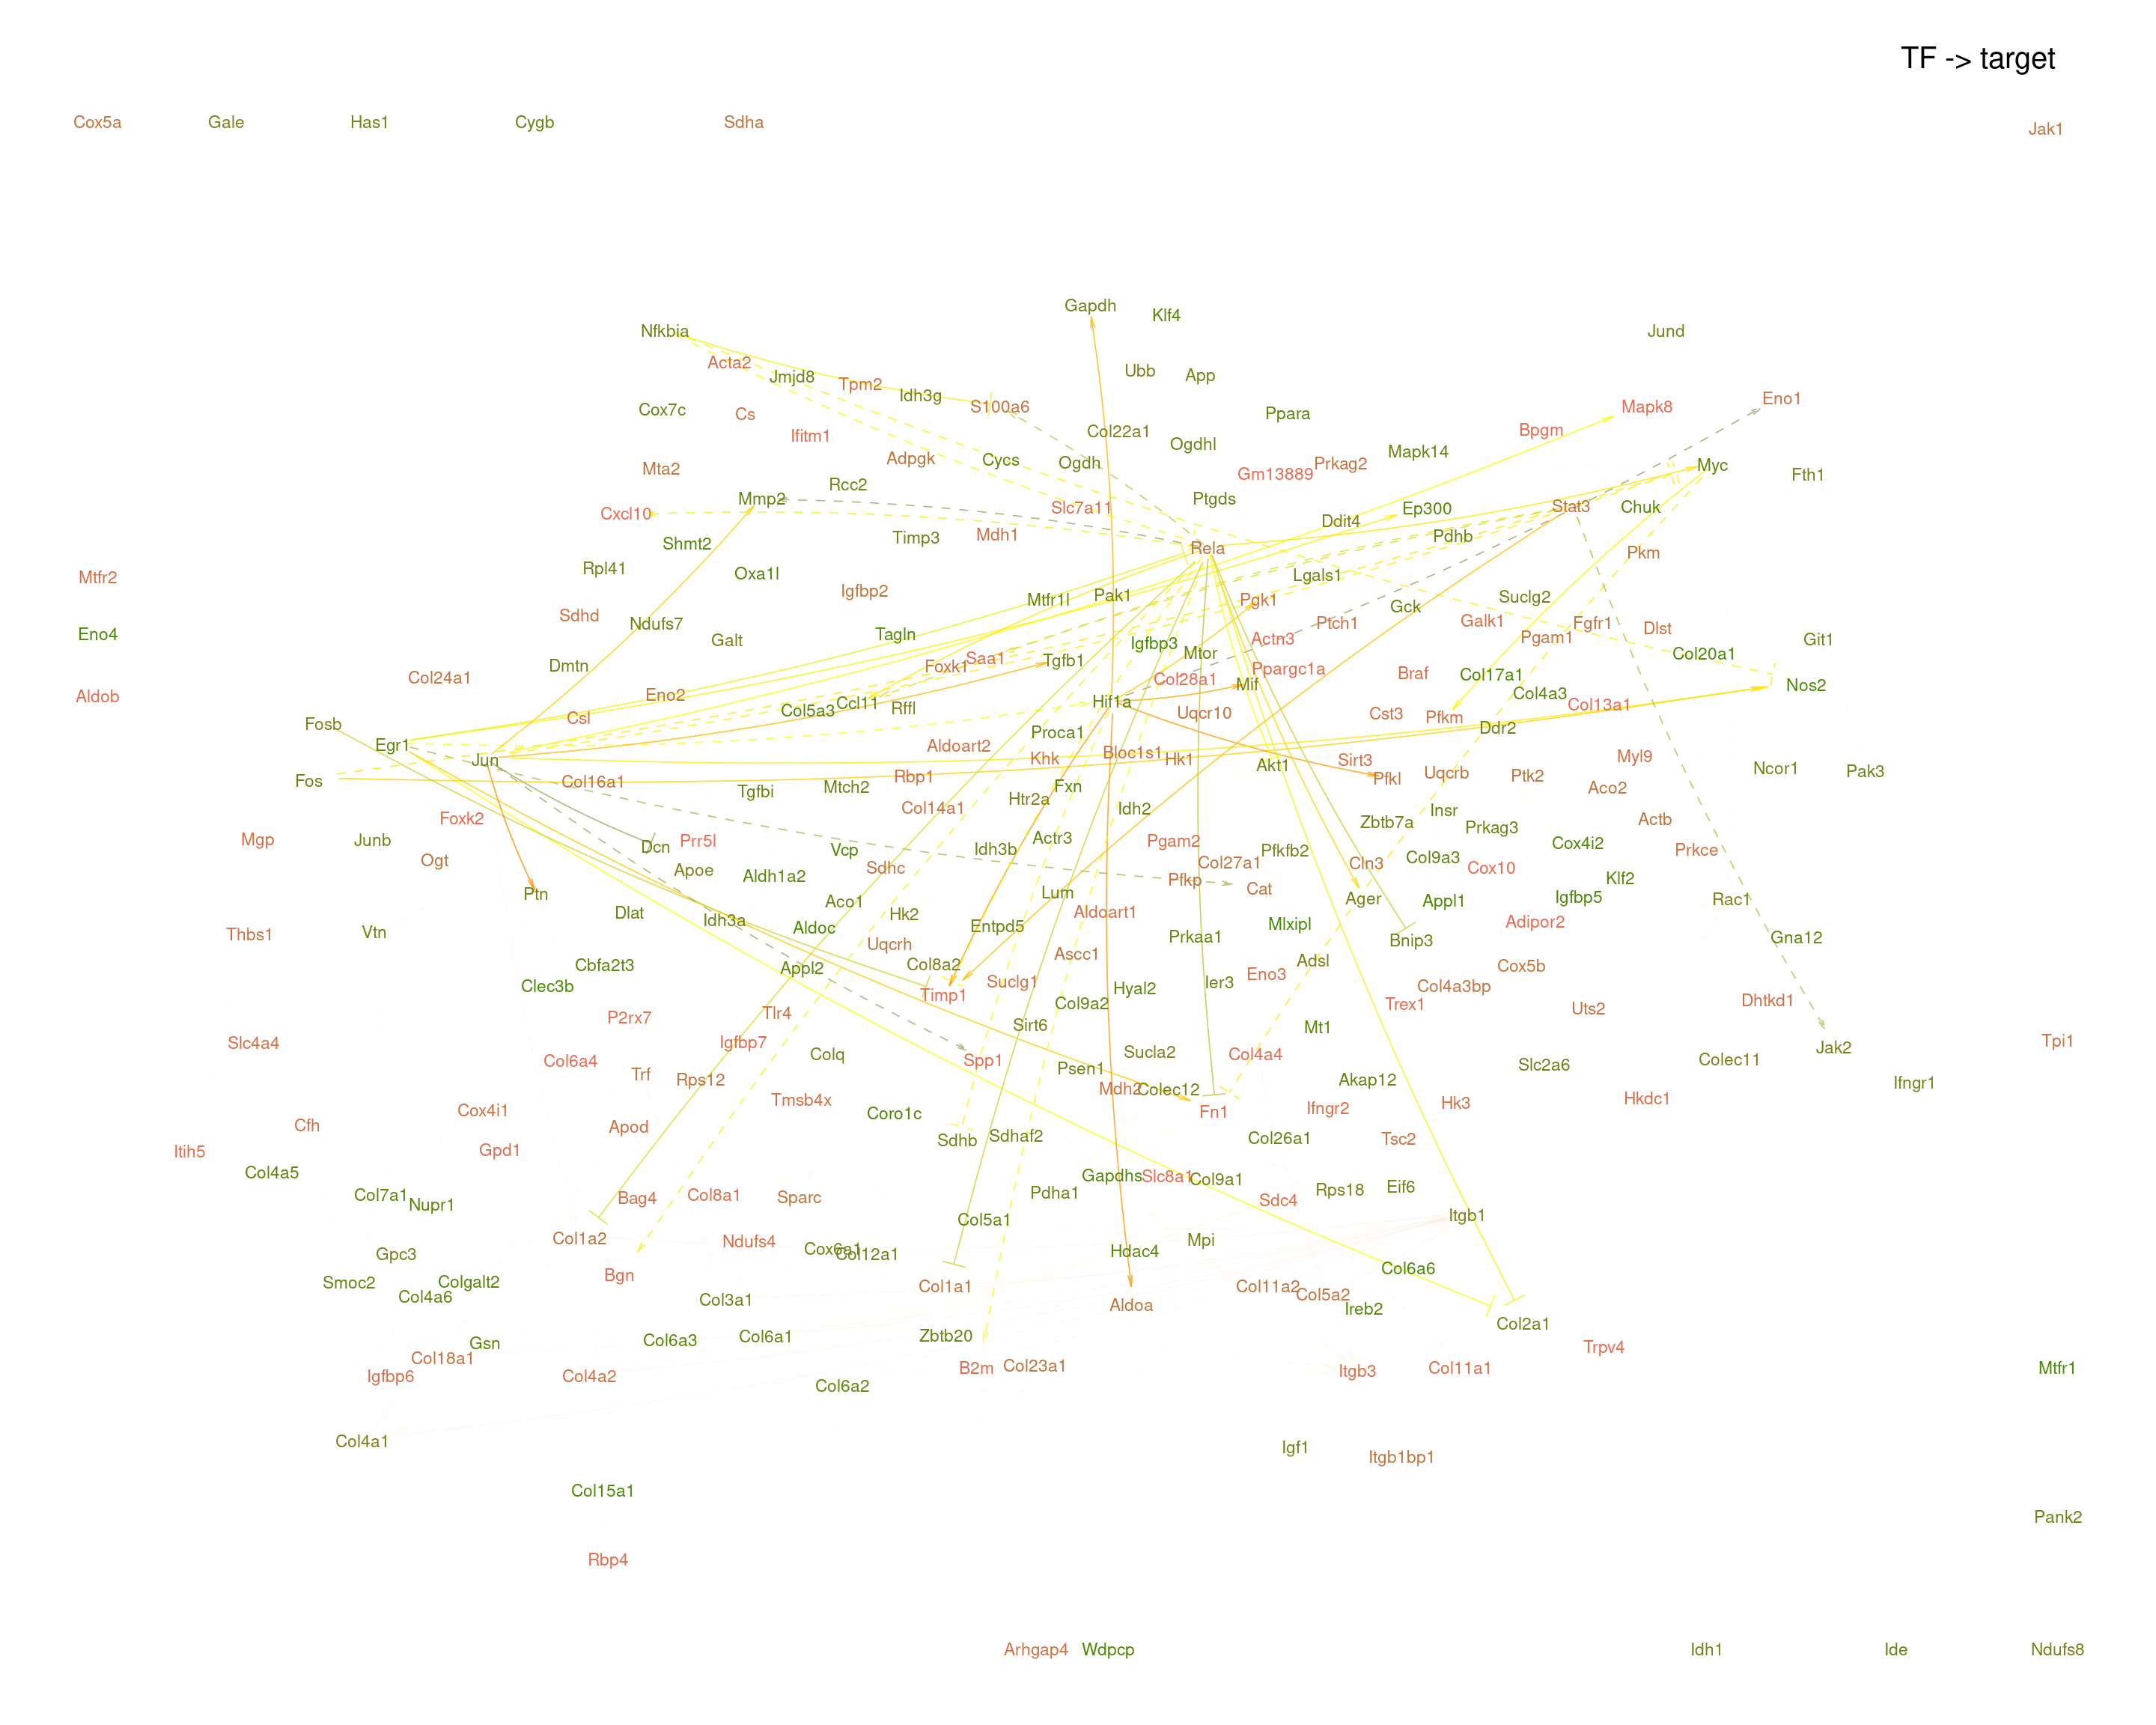 TF -> target
Cox5a
Gale
Has1
Cygb
Sdha
Jak1
Gapdh
Klf4
Nfkbia
Jund
Acta2
Jmjd8
Tpm2
Idh3g
Ubb
App
S100a6
Cox7c
Cs
Ppara
Mapk8
Eno1
Ifitm1
Col22a1
Ogdhl
Bpgm
Mapk14
Mta2
Adpgk
Cycs
Ogdh
Gm13889
Prkag2
Myc
Fth1
Rcc2
Mmp2
Ptgds
Cxcl10
Slc7a11
Ep300
Stat3
Chuk
Ddit4
Shmt2
Timp3
Mdh1
Rela
Pdhb
Pkm
Rpl41
Oxa1l
Lgals1
Mtfr2
Igfbp2
Mtfr1l
Pak1
Pgk1
Gck
Suclg2
Sdhd
Ndufs7
Galt
Tagln
Igfbp3
Actn3
Ptch1
Galk1
Pgam1
Fgfr1
Dlst
Git1
Eno4
Dmtn
Foxk1
Saa1
Tgfb1
Mtor
Ppargc1a
Braf
Col17a1
Col20a1
Col24a1
Col28a1
Mif
Nos2
Aldob
Eno2
Col5a3
Ccl11
Rffl
Hif1a
Uqcr10
Cst3
Pfkm
Col4a3
Col13a1
Ddr2
Fosb
Csl
Egr1
Proca1
Aldoart2
Jun
Khk
Bloc1s1
Hk1
Akt1
Sirt3
Pfkl
Uqcrb
Ptk2
Myl9
Ncor1
Pak3
Fos
Col16a1
Tgfbi
Mtch2
Rbp1
Fxn
Htr2a
Aco2
Foxk2
Col14a1
Idh2
Zbtb7a
Insr
Prkag3
Actb
Mgp
Junb
Dcn
Prr5l
Vcp
Idh3b
Actr3
Pgam2
Pfkfb2
Col9a3
Cox4i2
Prkce
Ogt
Apoe
Aldh1a2
Sdhc
Col27a1
Cln3
Cox10
Klf2
Ptn
Aco1
Lum
Pfkp
Cat
Ager
Appl1
Igfbp5
Rac1
Thbs1
Vtn
Dlat
Idh3a
Aldoc
Hk2
Entpd5
Aldoart1
Mlxipl
Adipor2
Prkaa1
Bnip3
Gna12
Uqcrh
Ascc1
Cbfa2t3
Appl2
Col8a2
Adsl
Cox5b
Clec3b
Timp1
Suclg1
Hyal2
Ier3
Eno3
Col4a3bp
Trex1
Uts2
Dhtkd1
P2rx7
Tlr4
Col9a2
Sirt6
Mt1
Slc4a4
Igfbp7
Colq
Spp1
Psen1
Sucla2
Col4a4
Slc2a6
Colec11
Jak2
Tpi1
Col6a4
Trf
Rps12
Mdh2
Colec12
Akap12
Ifngr1
Cfh
Cox4i1
Apod
Tmsb4x
Coro1c
Fn1
Ifngr2
Hk3
Hkdc1
Itih5
Gpd1
Sdhb
Sdhaf2
Col26a1
Tsc2
Col4a5
Gapdhs
Slc8a1
Col9a1
Col7a1
Nupr1
Bag4
Col8a1
Sparc
Pdha1
Sdc4
Rps18
Eif6
Col5a1
Itgb1
Col1a2
Ndufs4
Cox6a1
Col12a1
Hdac4
Mpi
Gpc3
Bgn
Col6a6
Smoc2
Colgalt2
Col4a6
Col3a1
Col1a1
Aldoa
Col11a2
Col5a2
Ireb2
Col2a1
Gsn
Col6a3
Col6a1
Zbtb20
Trpv4
Col18a1
Igfbp6
Col4a2
B2m
Col23a1
Itgb3
Col11a1
Mtfr1
Col6a2
Col4a1
Igf1
Itgb1bp1
Col15a1
Pank2
Rbp4
Arhgap4
Wdpcp
Idh1
Ide
Ndufs8